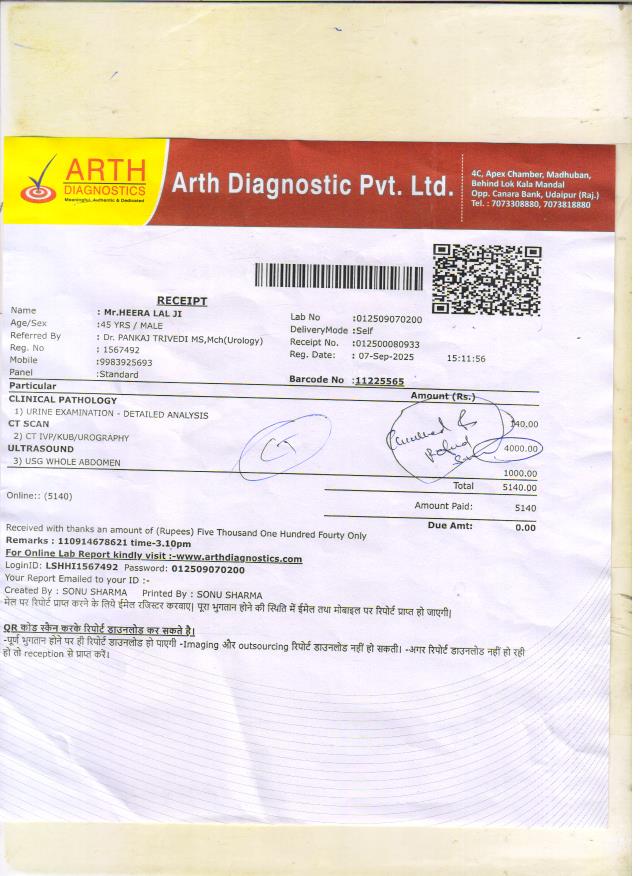 ARTH
DIAGNOSTICS
Meaningful, Authentic & Dedicated
Arth Diagnostic Pvt. Ltd.
4C, Apex Chamber, Madhuban,
Behind Lok Kala Mandal
Opp. Canara Bank, Udaipur (Raj.)
Tel. : 7073308880, 7073818880
RECEIPT
Name : Mr.HEERA LAL JI
Lab No :012509070200
Age/Sex :45 YRS / MALE
DeliveryMode :Self
Referred By : Dr. PANKAJ TRIVEDI MS,Mch(Urology)
Receipt No. :012500080933
Reg. No : 1567492
Reg. Date: : 07-Sep-2025 15:11:56
Mobile :9983925693
Panel :Standard
Barcode No :11225565
Particular Amount (Rs.)
CLINICAL PATHOLOGY
1) URINE EXAMINATION - DETAILED ANALYSIS 140.00
CT SCAN
2) CT IVP/KUB/UROGRAPHY 4000.00
ULTRASOUND
3) USG WHOLE ABDOMEN 1000.00
CT
Refund
Total 5140.00
Online:: (5140)
Amount Paid: 5140
Due Amt: 0.00
Received with thanks an amount of (Rupees) Five Thousand One Hundred Fourty Only
Remarks : 110914678621 time-3.10pm
For Online Lab Report kindly visit :-www.arthdiagnostics.com
LoginID: LSHHI1567492 Password: 012509070200
Your Report Emailed to your ID :-
Created By : SONU SHARMA Printed By : SONU SHARMA
मेल पर रिपोर्ट प्राप्त करने के लिये ईमेल रजिस्टर करवाए। पूरा भुगतान होने की स्थिति में ईमेल तथा मोबाइल पर रिपोर्ट प्राप्त हो जाएगी।
QR कोड स्कैन करके रिपोर्ट डाउनलोड कर सकते है।
-पूर्ण भुगतान होने पर ही रिपोर्ट डाउनलोड हो पाएगी -Imaging और outsourcing रिपोर्ट डाउनलोड नहीं हो सकती। -अगर रिपोर्ट डाउनलोड नहीं हो रही
हो तो reception से प्राप्त करें।